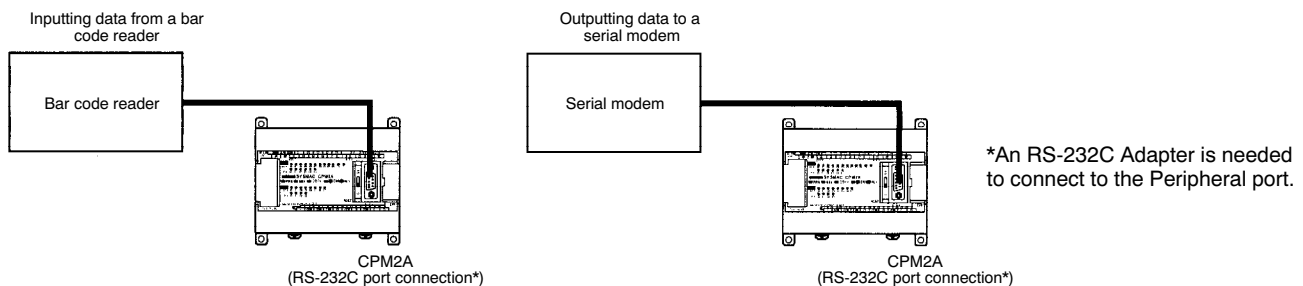 Inputting data from a bar
code reader
Bar code reader
CPM2A
(RS-232C port connection*)
Outputting data to a
serial modem
Serial modem
CPM2A
(RS-232C port connection*)
*An RS-232C Adapter is needed
to connect to the Peripheral port.